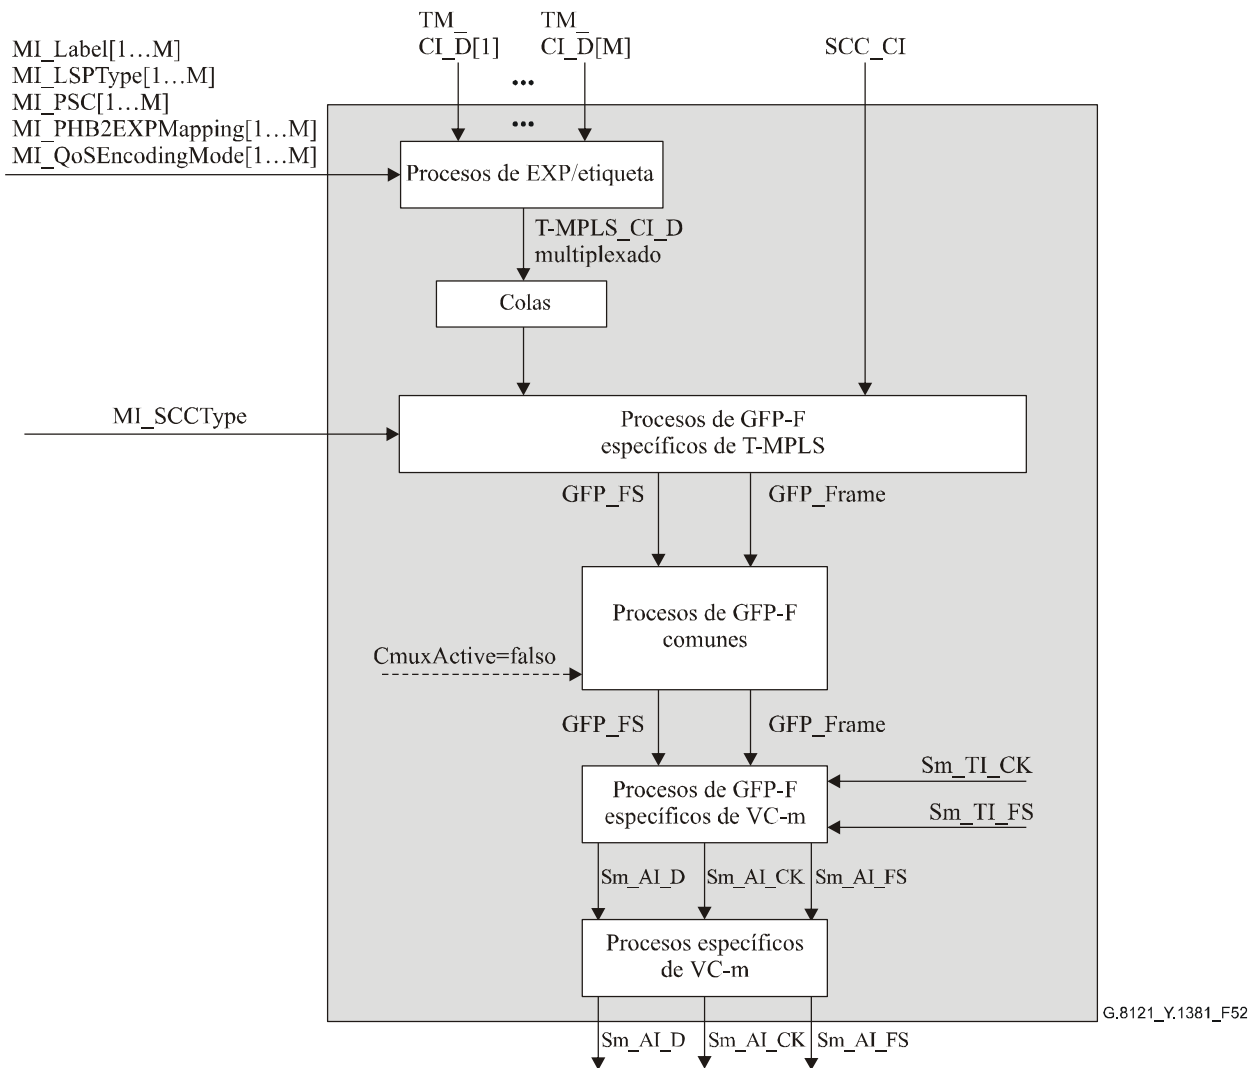 TM_
CI_D[1]
TM_
CI_D[M]
SCC_CI
MI_Label[1...M]
MI_LSPType[1...M]
MI_PSC[1...M]
MI_PHB2EXPMapping[1...M]
MI_QoSEncodingMode[1...M]
...
...
Procesos de EXP/etiqueta
T-MPLS_CI_D
multiplexado
Colas
MI_SCCType
Procesos de GFP-F
específicos de T-MPLS
GFP_FS
GFP_Frame
Procesos de GFP-F
comunes
CmuxActive=falso
GFP_FS
GFP_Frame
Sm_TI_CK
Procesos de GFP-F
específicos de VC-m
Sm_TI_FS
Sm_AI_D
Sm_AI_CK
Sm_AI_FS
Procesos específicos
de VC-m
G.8121_Y.1381_F52
Sm_AI_D
Sm_AI_CK
Sm_AI_FS